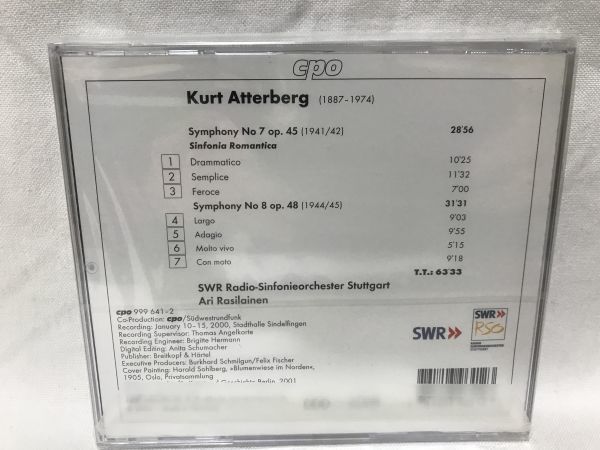 cpo
Kurt Atterberg (1887-1974)
Symphony No 7 op. 45 (1941/42) 28'56
Sinfonia Romantica
1 Drammatico 10'25
2 Semplice 11'32
3 Feroce 7'00
Symphony No 8 op. 48 (1944/45) 31'31
4 Largo 9'03
5 Adagio 9'55
6 Molto vivo 5'15
7 Con moto 9'18
T.T.: 63'33
SWR Radio-Sinfonieorchester Stuttgart
Ari Rasilainen
cpo 999 641-2
Co-Production: cpo/Südwestrundfunk
Recording: January 10-15, 2000, Stadthalle Sindelfingen
Recording Supervisor: Thomas Angelkorte
Recording Engineer: Brigitte Hermann
Digital Editing: Anita Schumacher
Publisher: Breitkopf & Härtel
Executive Producers: Burkhard Schmilgun/Felix Fischer
Cover Painting: Harald Sohlberg, »Blumenwiese im Norden«,
1905, Oslo, Privatsammlung
Geschichte Berlin, 2001
SWR»
SWR»
RSO